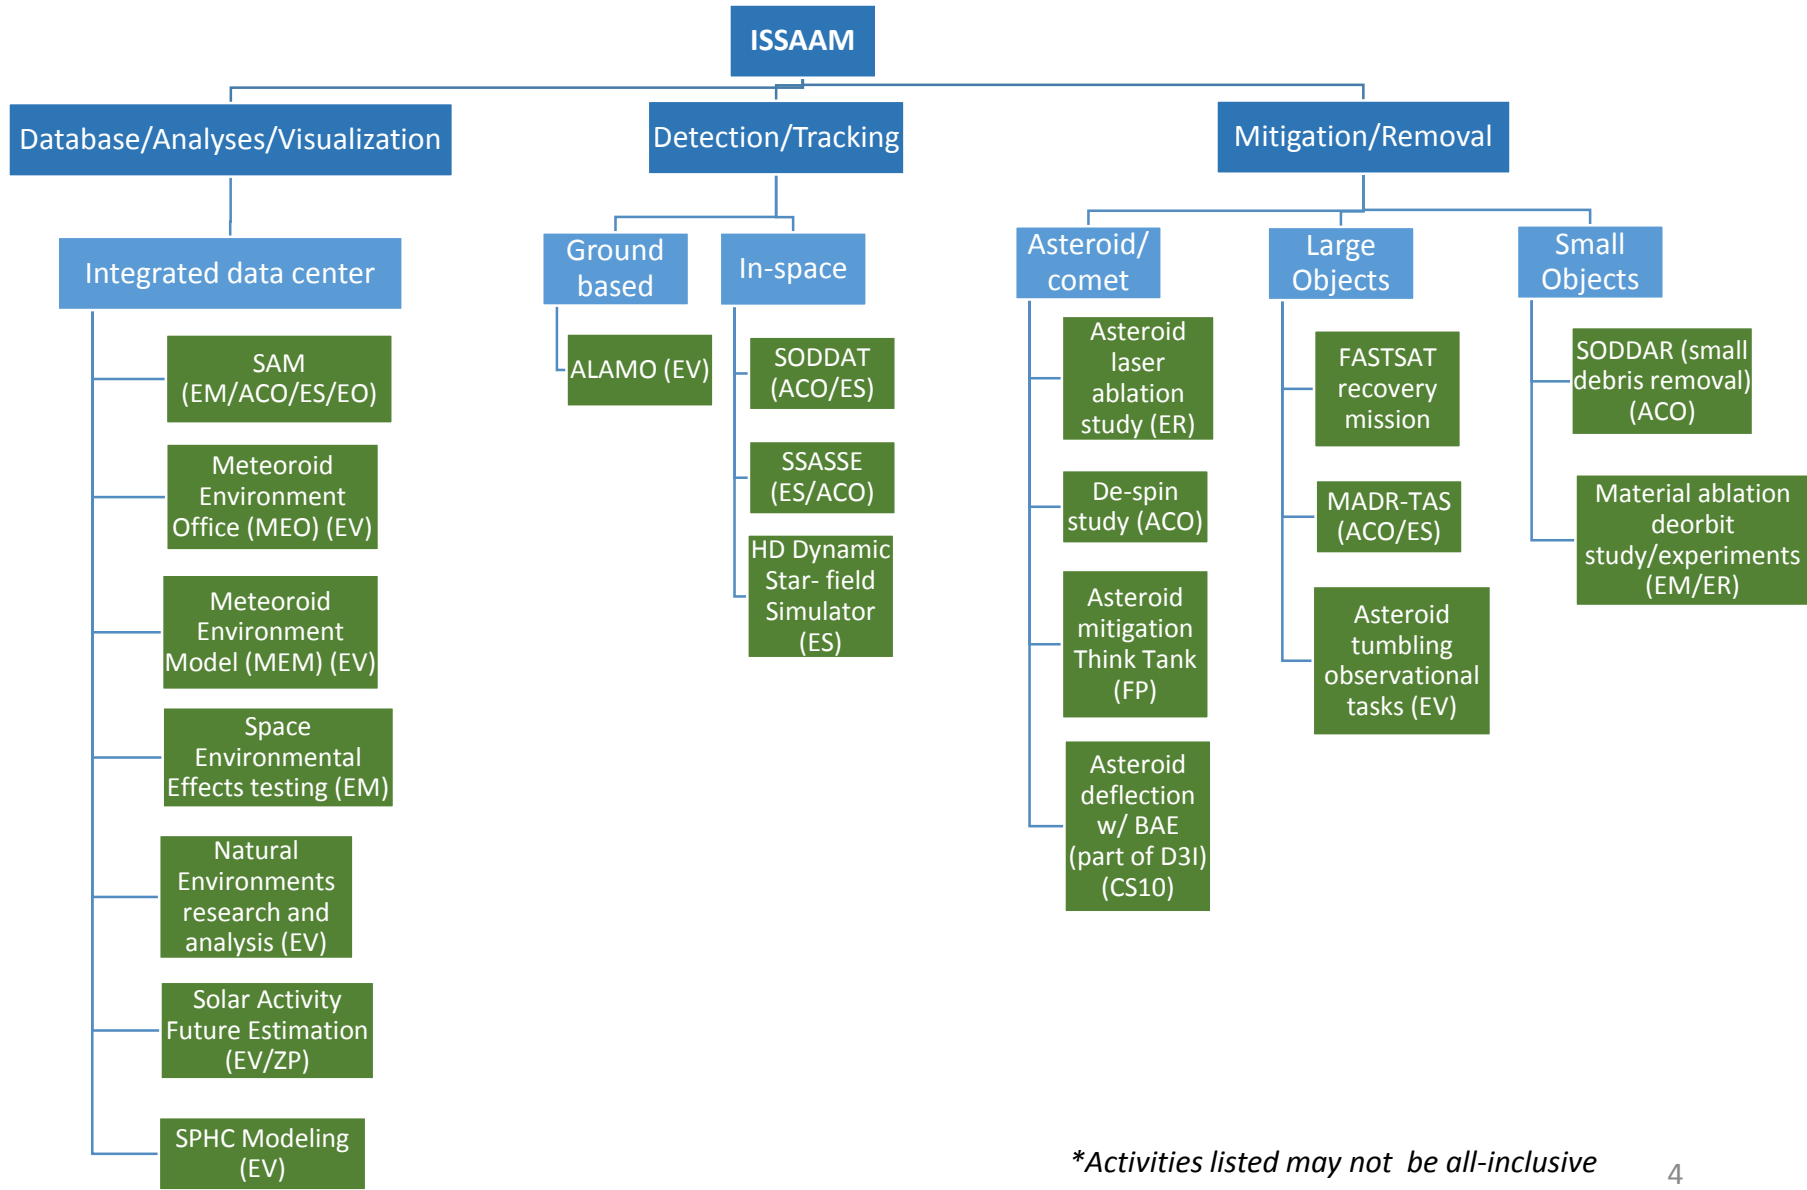 ISSAAM
Database/Analyses/Visualization
Detection/Tracking
Mitigation/Removal
Integrated data center
Ground
based
In-space
Asteroid/
comet
Large
Objects
Small
Objects
SAM
(EM/ACO/ES/EO)
Meteoroid
Environment
Office (MEO) (EV)
Meteoroid
Environment
Model (MEM) (EV)
Space
Environmental
Effects testing (EM)
Natural
Environments
research and
analysis (EV)
Solar Activity
Future Estimation
(EV/ZP)
SPHC Modeling
(EV)
ALAMO (EV)
SODDAT
(ACO/ES)
SSASSE
(ES/ACO)
HD Dynamic
Star- field
Simulator
(ES)
Asteroid
laser
ablation
study (ER)
De-spin
study (ACO)
Asteroid
mitigation
Think Tank
(FP)
Asteroid
deflection
w/ BAE
(part of D3I)
(CS10)
FASTSAT
recovery
mission
MADR-TAS
(ACO/ES)
Asteroid
tumbling
observational
tasks (EV)
SODDAR (small
debris removal)
(ACO)
Material ablation
deorbit
study/experiments
(EM/ER)
*Activities listed may not  be all-inclusive
4